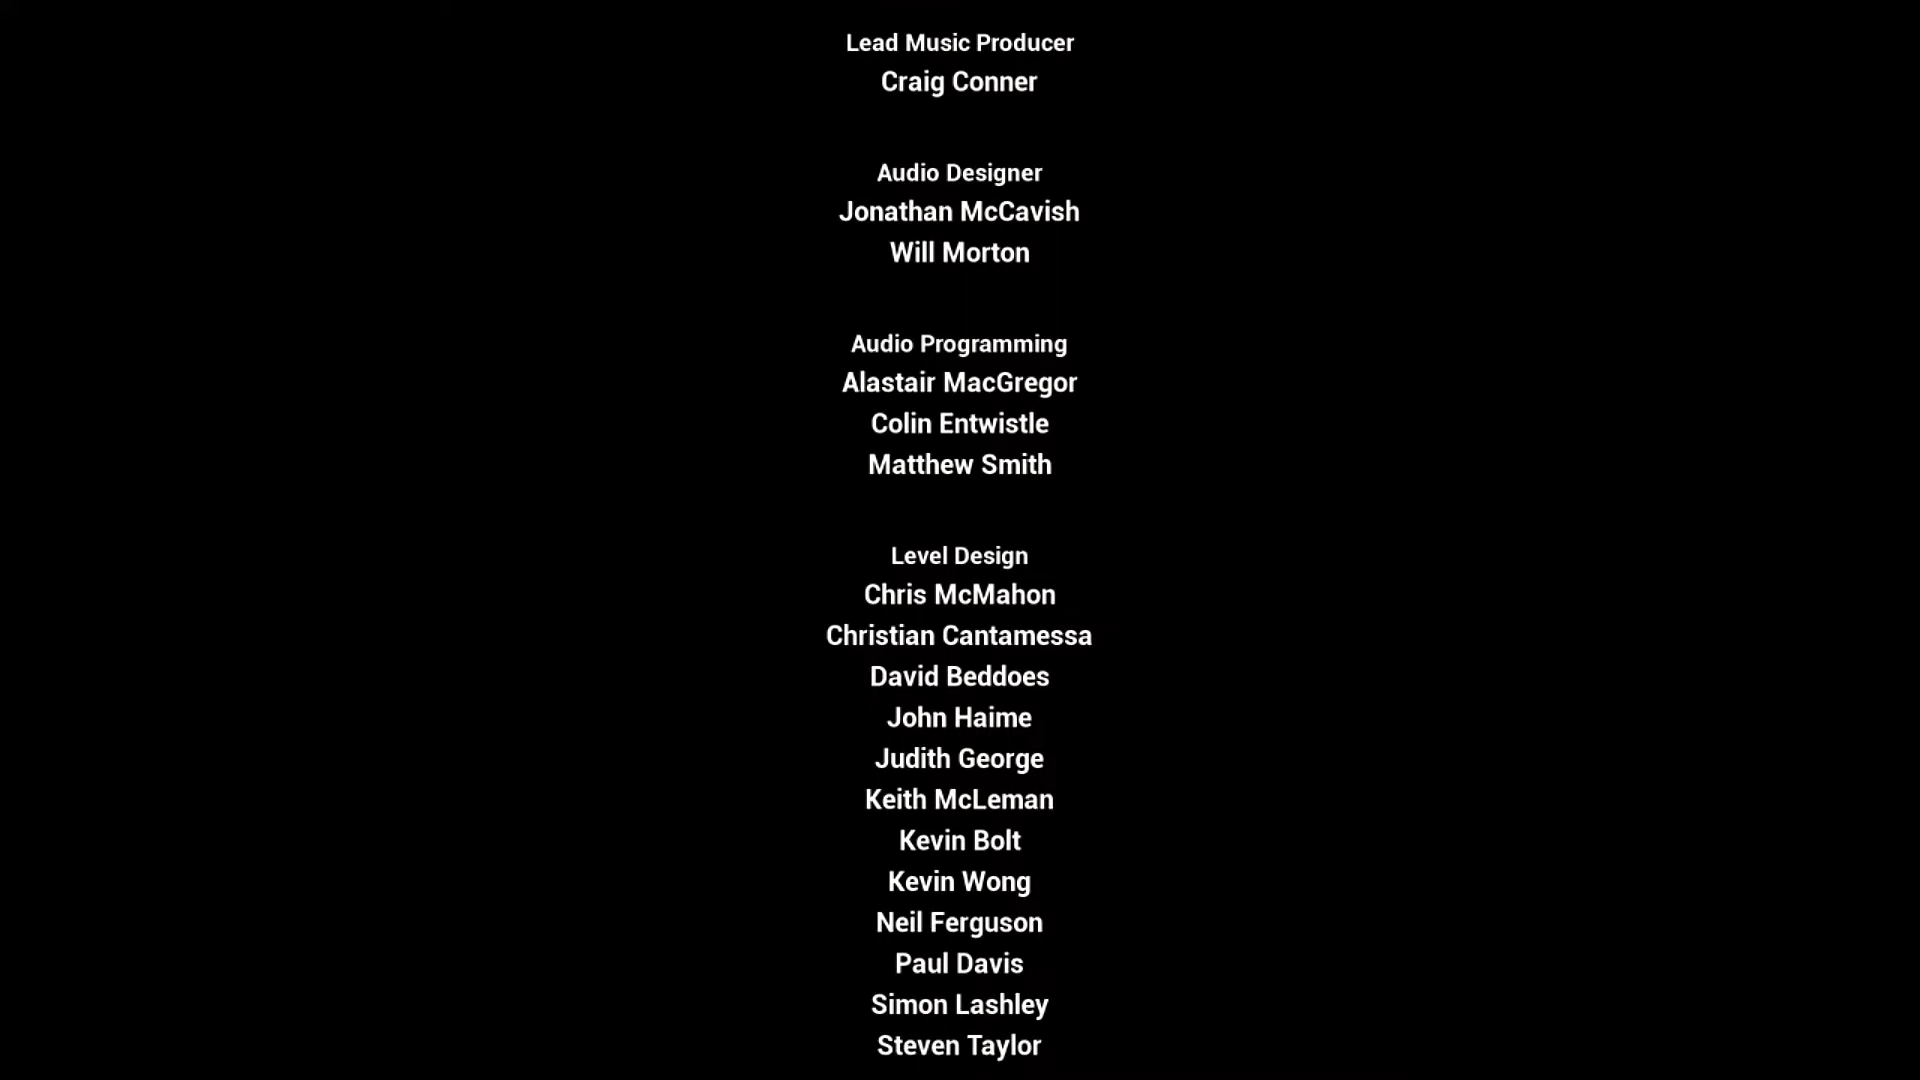 Lead Music Producer
Craig Conner
Audio Designer
Jonathan McCavish
Will Morton
Audio Programming
Alastair MacGregor
Colin Entwistle
Matthew Smith
Level Design
Chris McMahon
Christian Cantamessa
David Beddoes
John Haime
Judith George
Keith McLeman
Kevin Bolt
Kevin Wong
Neil Ferguson
Paul Davis
Simon Lashley
Steven Taylor